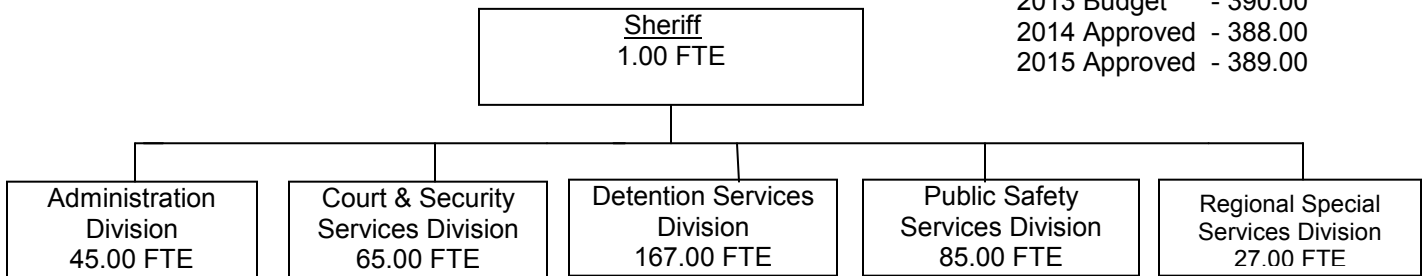 2013 Budget - 390.00
2014 Approved - 388.00
2015 Approved - 389.00
Sheriff
1.00 FTE
Administration
Division
45.00 FTE
Court & Security
Services Division
65.00 FTE
Detention Services
Division
167.00 FTE
Public Safety
Services Division
85.00 FTE
Regional Special
Services Division
27.00 FTE